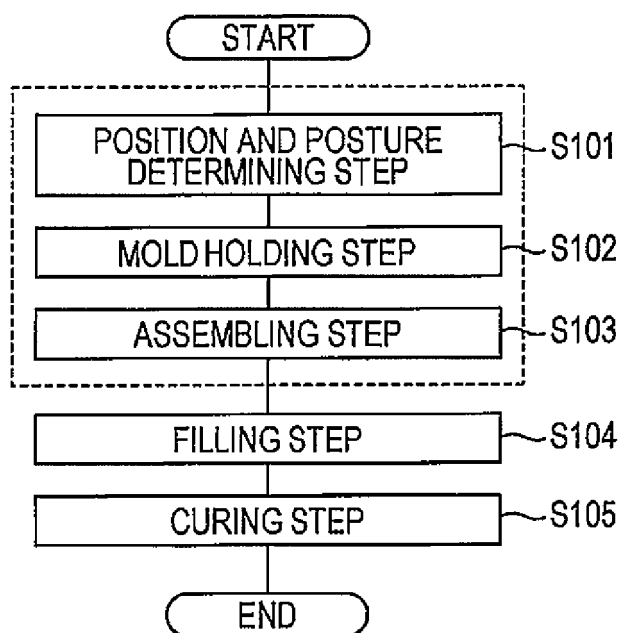 START
POSITION AND POSTURE
DETERMINING STEP
S101
MOLD HOLDING STEP
S102
ASSEMBLING STEP
S103
FILLING STEP
S104
CURING STEP
S105
END